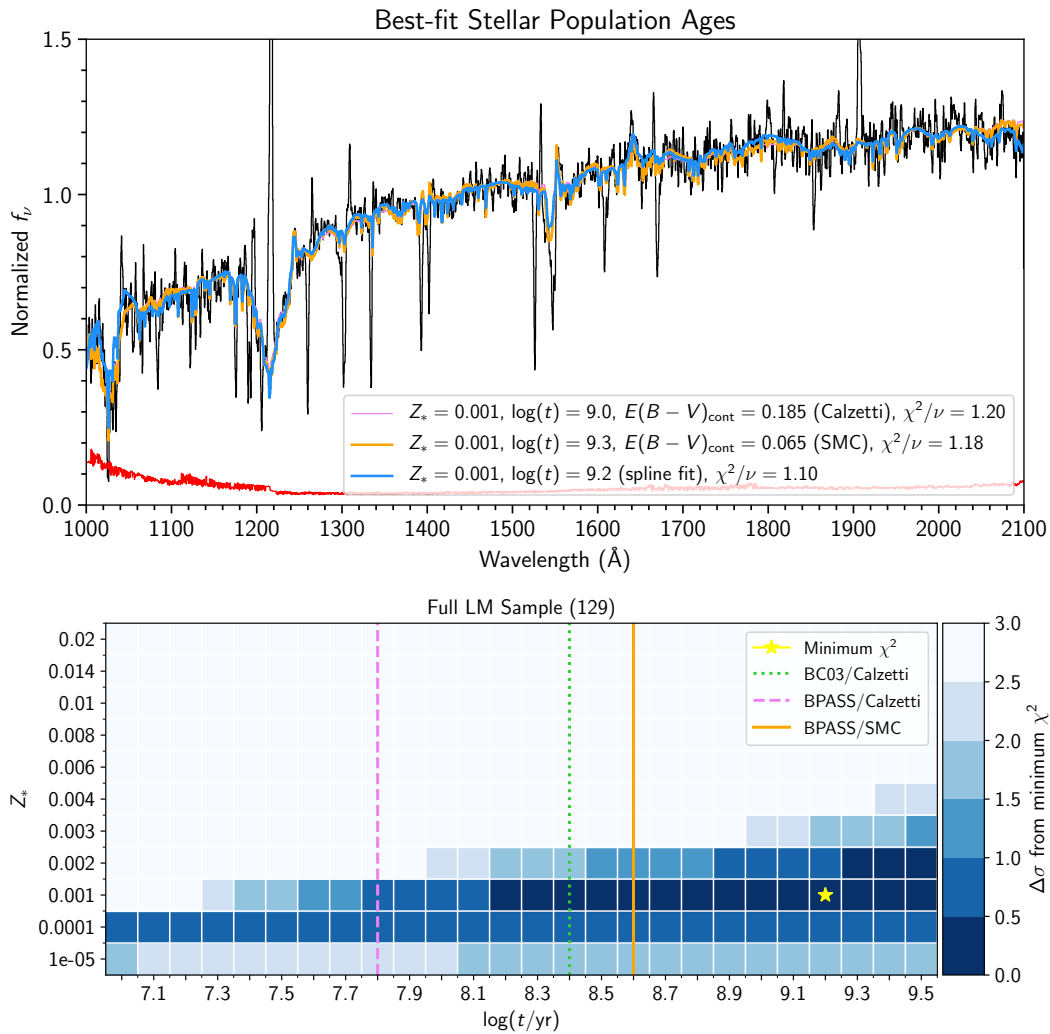 Best-fit Stellar Population Ages
1.5
1.0
0.5
0.0
Normalized fν
Z* = 0.001, log(t) = 9.0, E(B − V)cont = 0.185 (Calzetti), χ²/ν = 1.20
Z* = 0.001, log(t) = 9.3, E(B − V)cont = 0.065 (SMC), χ²/ν = 1.18
Z* = 0.001, log(t) = 9.2 (spline fit), χ²/ν = 1.10
1000 1100 1200 1300 1400 1500 1600 1700 1800 1900 2000 2100
Wavelength (Å)
Full LM Sample (129)
0.02
0.014
0.01
0.008
0.006
0.004
0.003
0.002
0.001
0.0001
1e-05
Z*
Minimum χ²
BC03/Calzetti
BPASS/Calzetti
BPASS/SMC
7.1 7.3 7.5 7.7 7.9 8.1 8.3 8.5 8.7 8.9 9.1 9.3 9.5
log(t/yr)
3.0
2.5
2.0
1.5
1.0
0.5
0.0
Δσ from minimum χ²